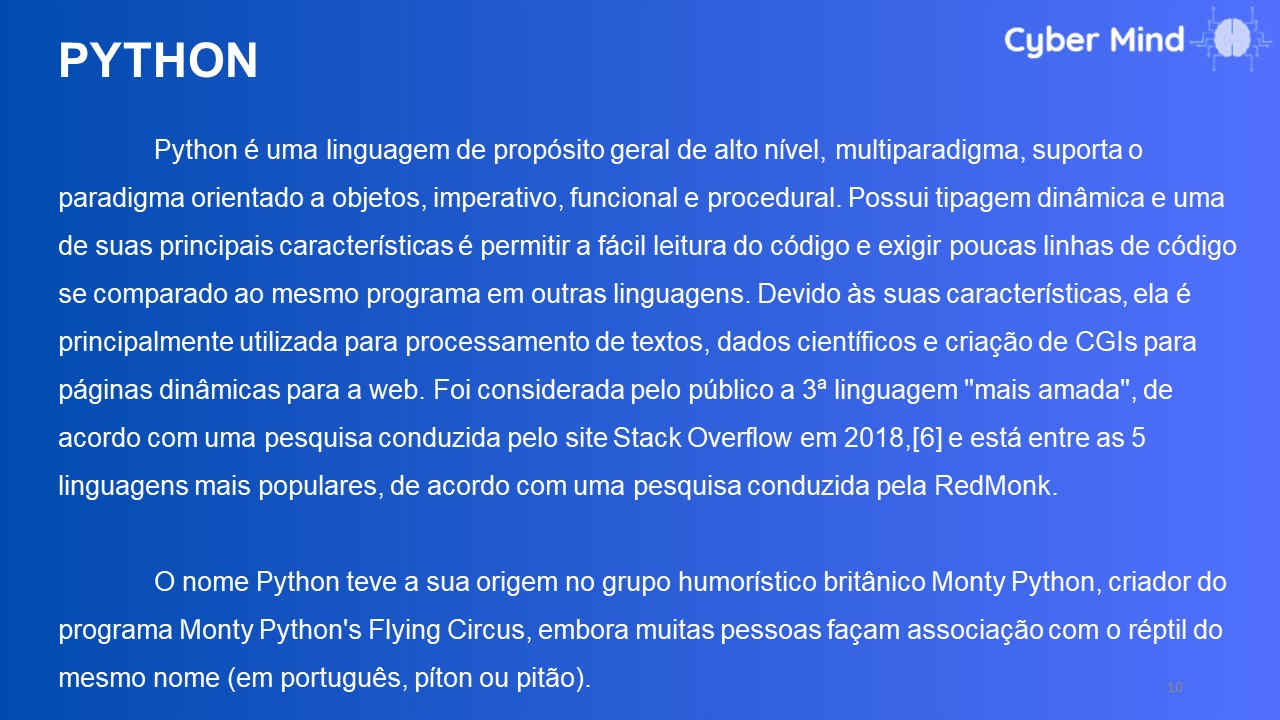 PYTHON
Cyber Mind
Python é uma linguagem de propósito geral de alto nível, multiparadigma, suporta o
paradigma orientado a objetos, imperativo, funcional e procedural. Possui tipagem dinâmica e uma
de suas principais características é permitir a fácil leitura do código e exigir poucas linhas de código
se comparado ao mesmo programa em outras linguagens. Devido às suas características, ela é
principalmente utilizada para processamento de textos, dados científicos e criação de CGIs para
páginas dinâmicas para a web. Foi considerada pelo público a 3ª linguagem "mais amada", de
acordo com uma pesquisa conduzida pelo site Stack Overflow em 2018,[6] e está entre as 5
linguagens mais populares, de acordo com uma pesquisa conduzida pela RedMonk.
O nome Python teve a sua origem no grupo humorístico britânico Monty Python, criador do
programa Monty Python's Flying Circus, embora muitas pessoas façam associação com o réptil do
mesmo nome (em português, píton ou pitão).
10